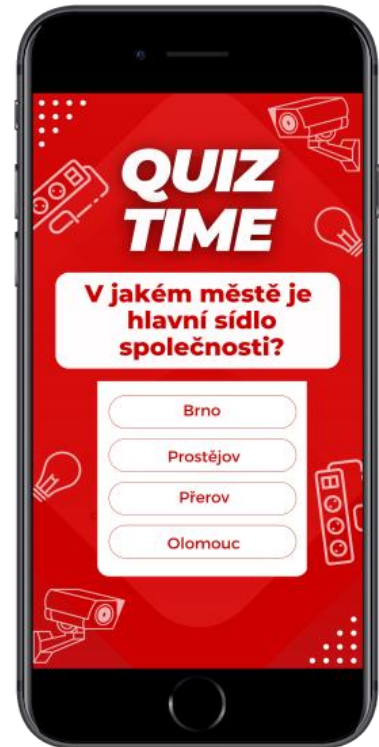 QUIZ
TIME
V jakém městě je
hlavní sídlo
společnosti?
Brno
Prostějov
Přerov
Olomouc